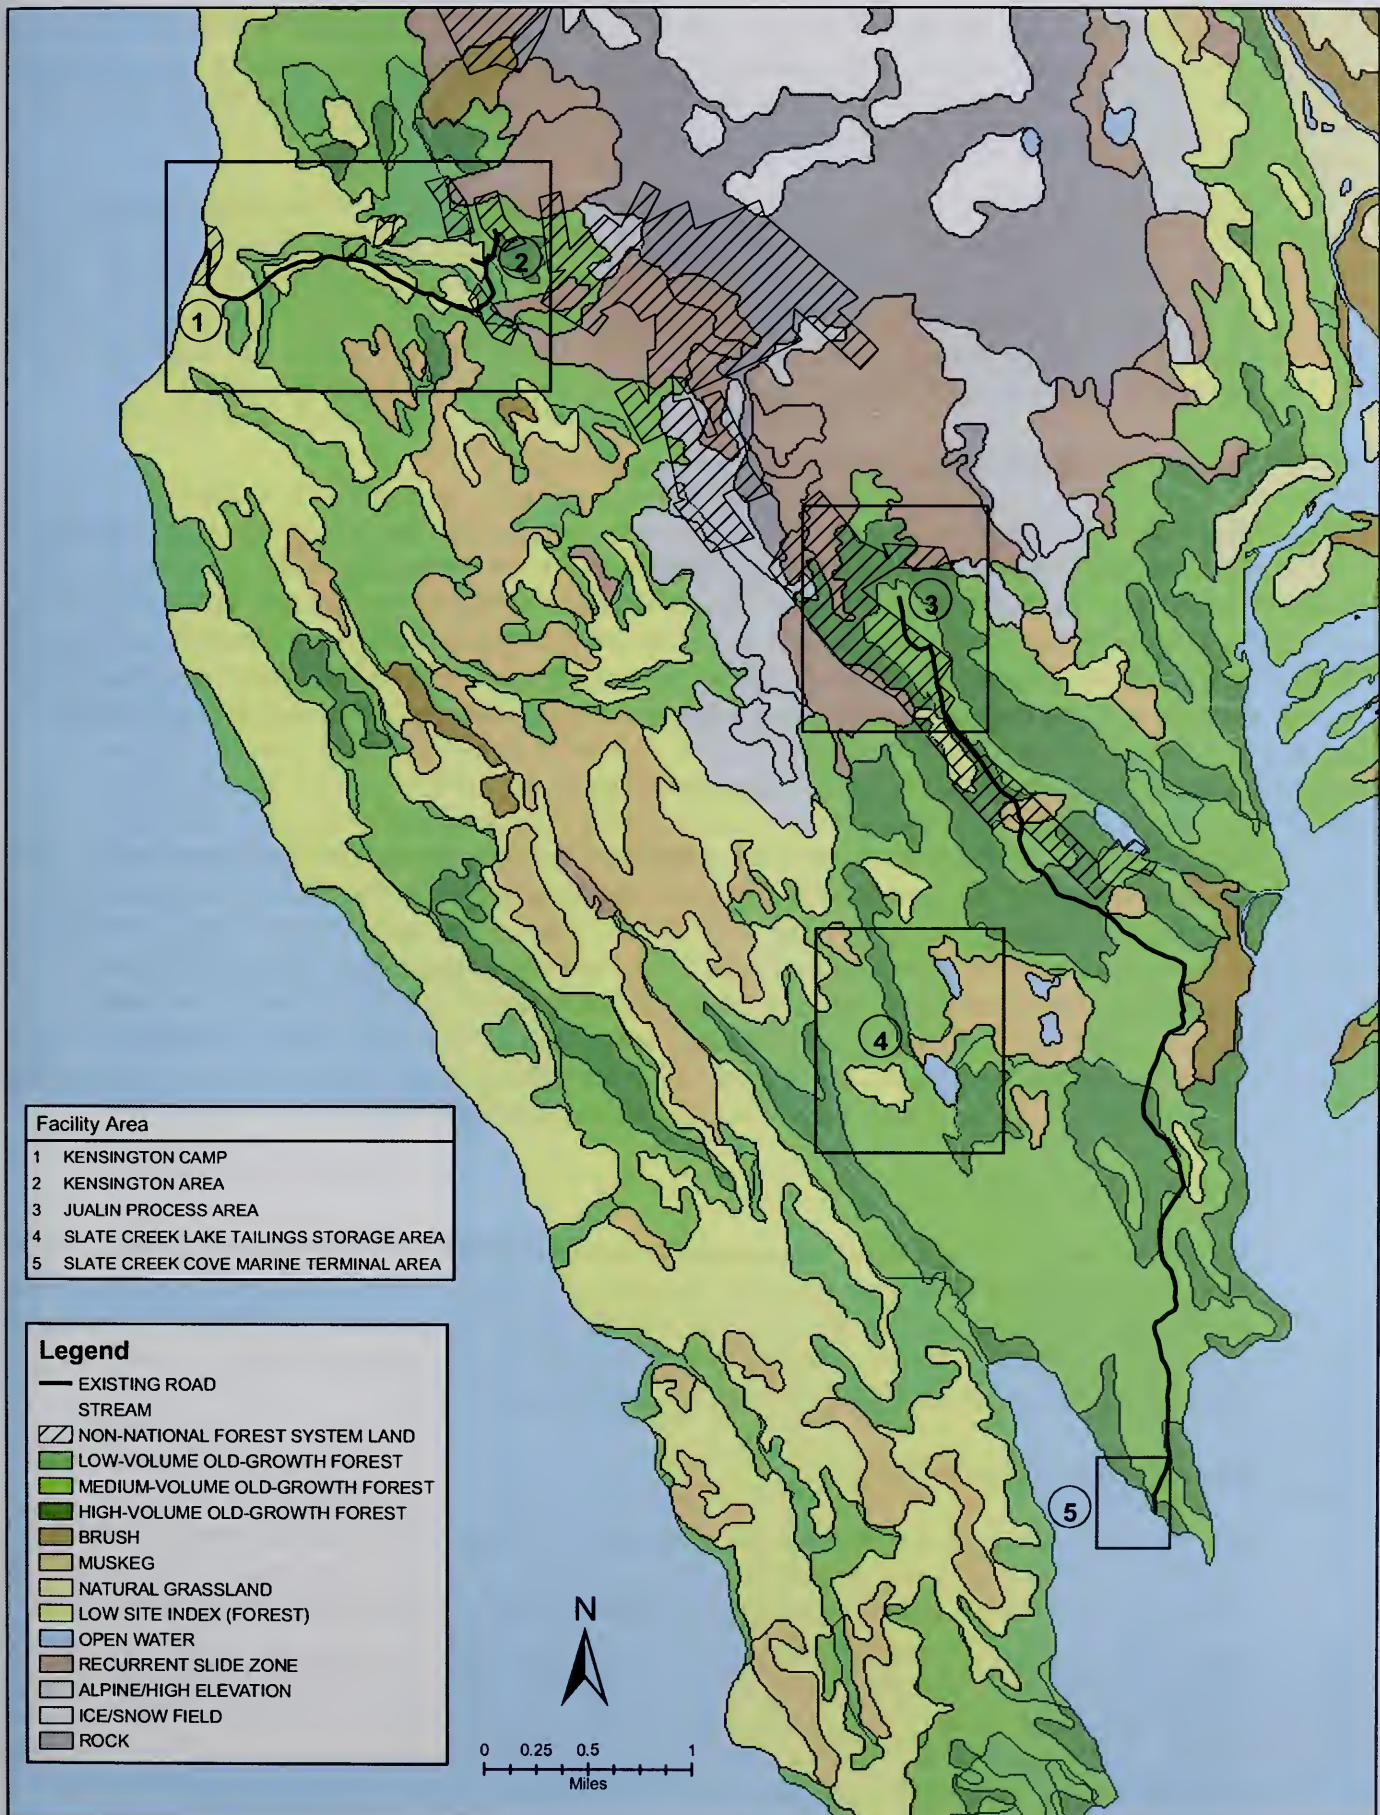 1
2
3
4
5
Facility Area
1 KENSINGTON CAMP
2 KENSINGTON AREA
3 JUALIN PROCESS AREA
4 SLATE CREEK LAKE TAILINGS STORAGE AREA
5 SLATE CREEK COVE MARINE TERMINAL AREA
Legend
EXISTING ROAD
STREAM
NON-NATIONAL FOREST SYSTEM LAND
LOW-VOLUME OLD-GROWTH FOREST
MEDIUM-VOLUME OLD-GROWTH FOREST
HIGH-VOLUME OLD-GROWTH FOREST
BRUSH
MUSKEG
NATURAL GRASSLAND
LOW SITE INDEX (FOREST)
OPEN WATER
RECURRENT SLIDE ZONE
ALPINE/HIGH ELEVATION
ICE/SNOW FIELD
ROCK
N
0 0.25 0.5 1
Miles